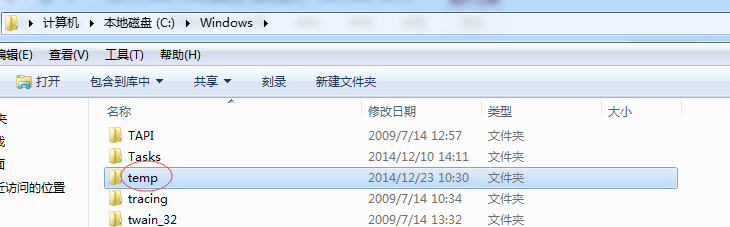 计算机 本地磁盘 (C:) Windows
编辑(E) 查看(V) 工具(T) 帮助(H)
打开 包含到库中 共享 刻录 新建文件夹
名称 修改日期 类型 大小
TAPI 2009/7/14 12:57 文件夹
Tasks 2014/12/10 14:11 文件夹
temp 2014/12/23 10:30 文件夹
tracing 2009/7/14 10:34 文件夹
近访问的位置
twain_32 2009/7/14 13:32 文件夹